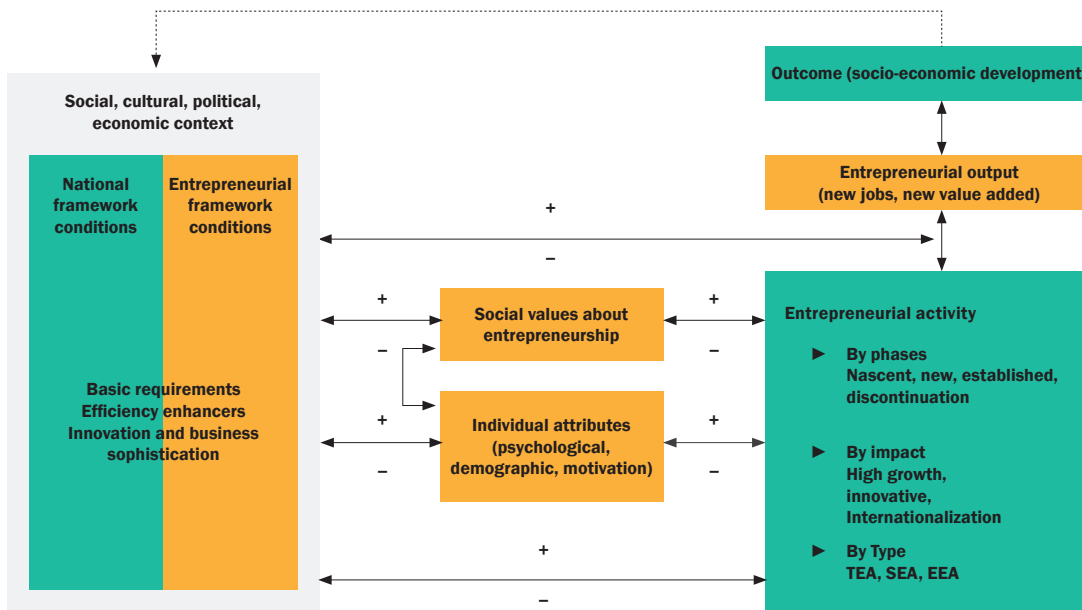 Social, cultural, political,
economic context
National
framework
conditions
Entrepreneurial
framework
conditions
Basic requirements
Efficiency enhancers
Innovation and business
sophistication
+
−
+
−
Social values about
entrepreneurship
+
−
+
−
Individual attributes
(psychological,
demographic, motivation)
+
−
+
−
Outcome (socio-economic development
Entrepreneurial output
(new jobs, new value added)
Entrepreneurial activity
► By phases
Nascent, new, established,
discontinuation
► By impact
High growth,
innovative,
Internationalization
► By Type
TEA, SEA, EEA